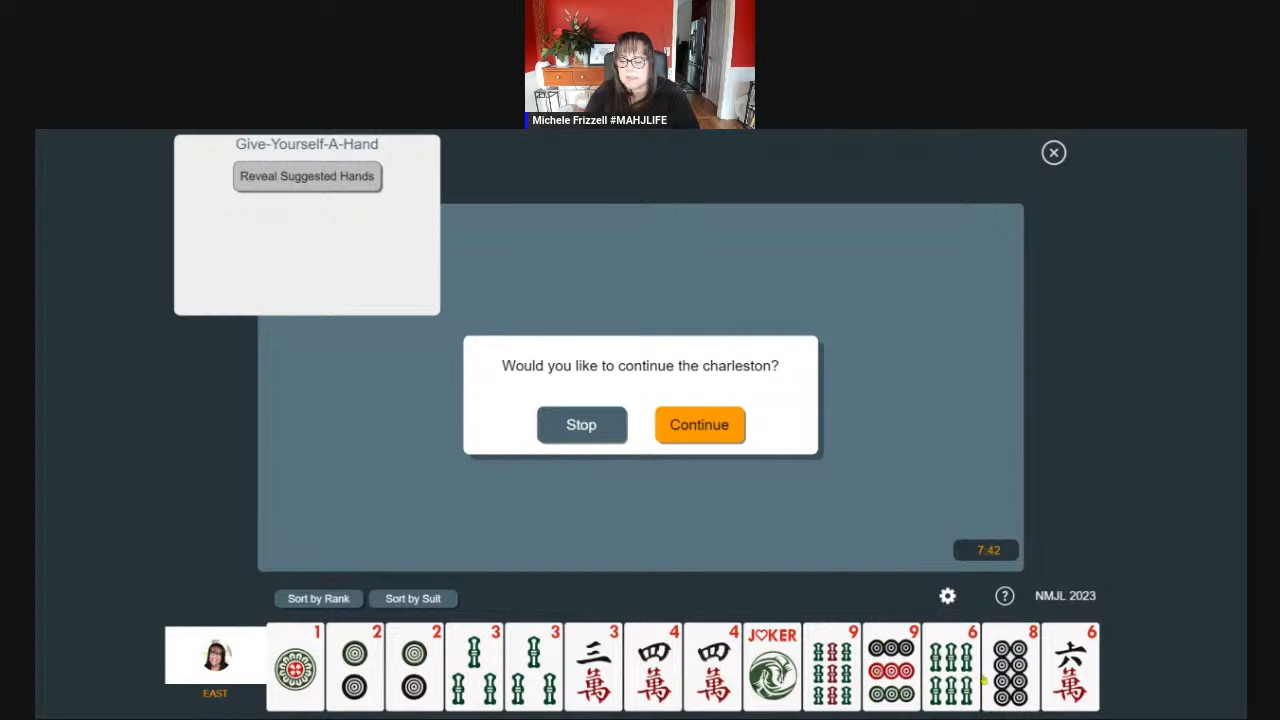 Michele Frizzell #MAHJLIFE
Give-Yourself-A-Hand
Reveal Suggested Hands
Would you like to continue the charleston?
Stop Continue
7:42
Sort by Rank Sort by Suit ? NMJL 2023
1 2 2 3 3 3 4 4 JOKER 9 9 6 8 6
三萬 四萬 四萬 六萬
EAST